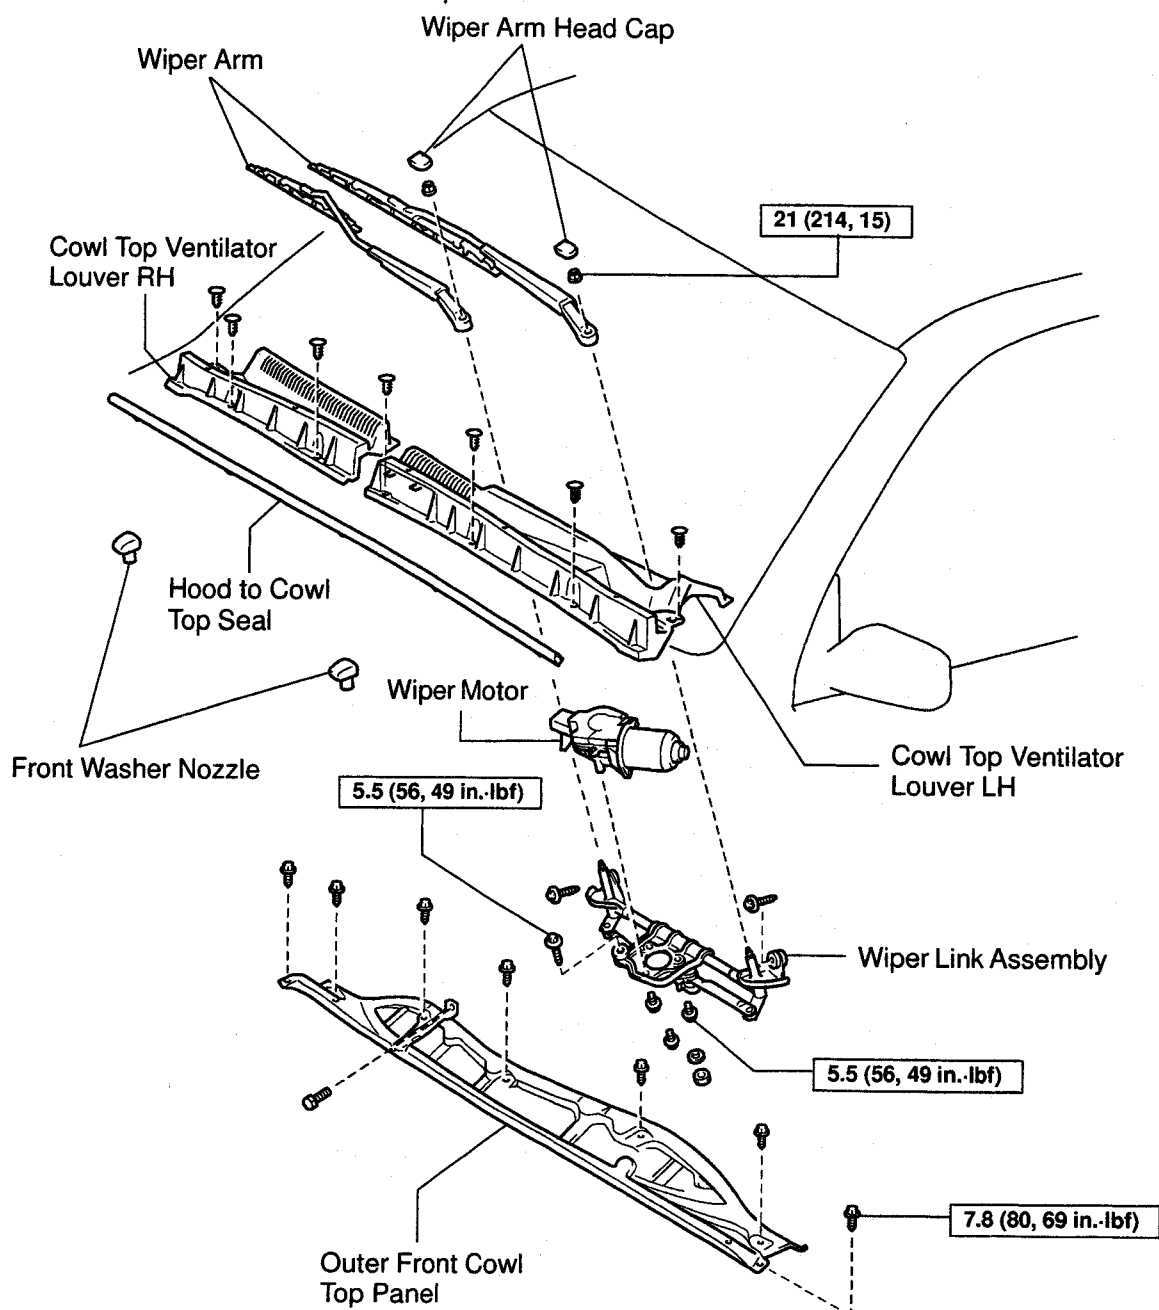 Wiper Arm Head Cap
Wiper Arm
21 (214, 15)
Cowl Top Ventilator
Louver RH
Hood to Cowl
Top Seal
Wiper Motor
Front Washer Nozzle
Cowl Top Ventilator
Louver LH
5.5 (56, 49 in.·lbf)
Wiper Link Assembly
5.5 (56, 49 in.·lbf)
7.8 (80, 69 in.·lbf)
Outer Front Cowl
Top Panel